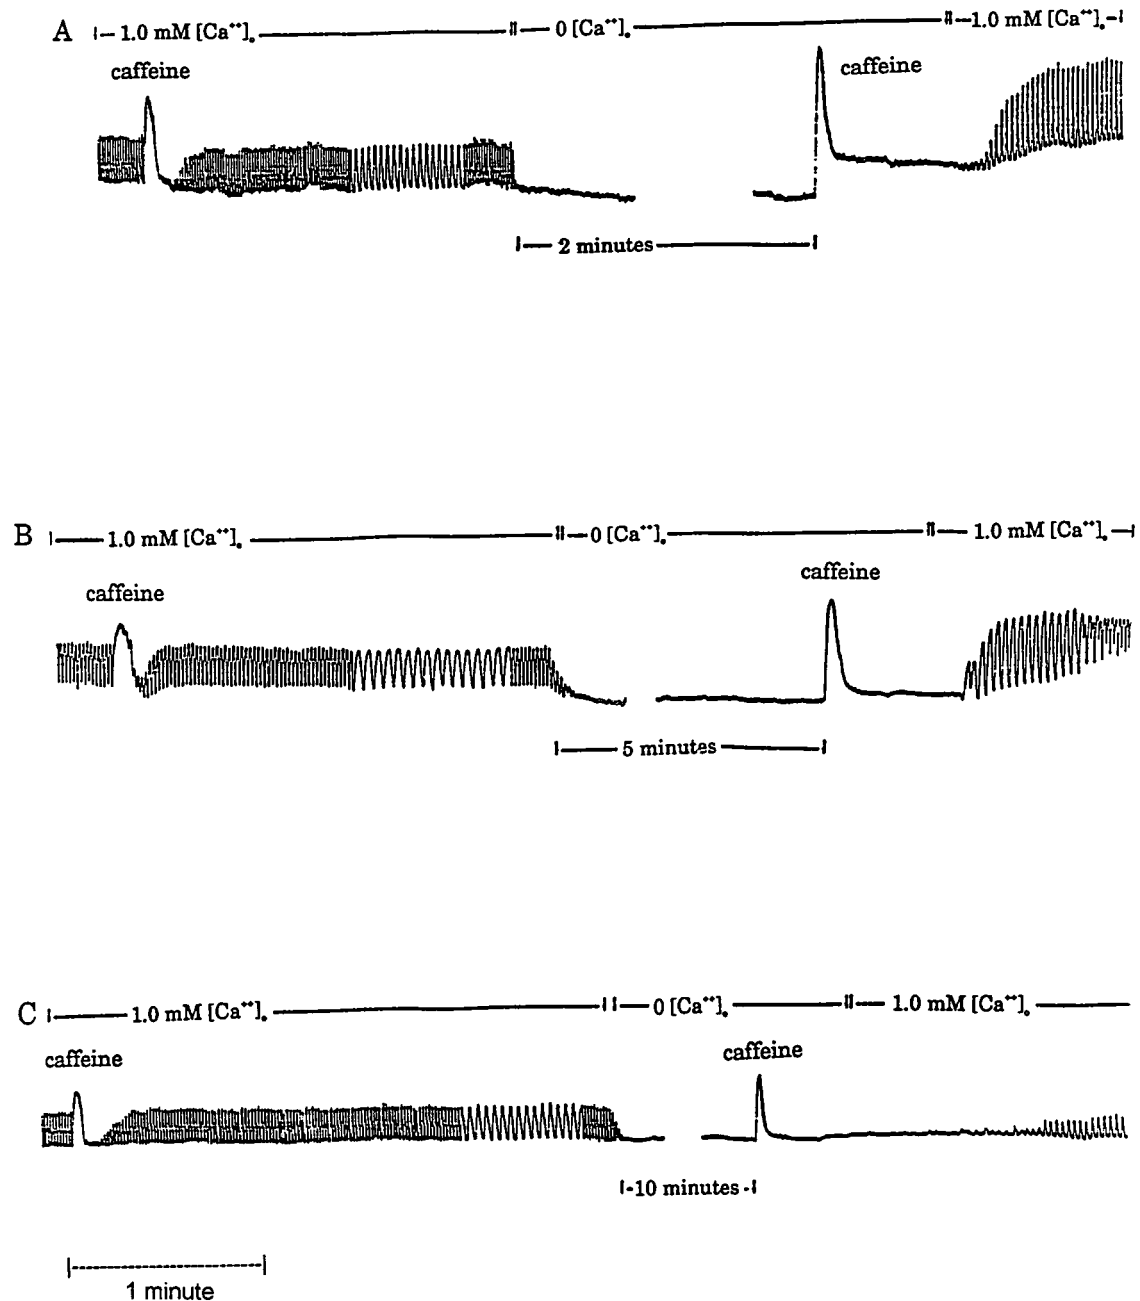 A 1.0 mM [Ca⁺⁺]ₒ 0 [Ca⁺⁺]ₒ 1.0 mM [Ca⁺⁺]ₒ
caffeine caffeine
2 minutes
B 1.0 mM [Ca⁺⁺]ₒ 0 [Ca⁺⁺]ₒ 1.0 mM [Ca⁺⁺]ₒ
caffeine caffeine
5 minutes
C 1.0 mM [Ca⁺⁺]ₒ 0 [Ca⁺⁺]ₒ 1.0 mM [Ca⁺⁺]ₒ
caffeine caffeine
10 minutes
1 minute